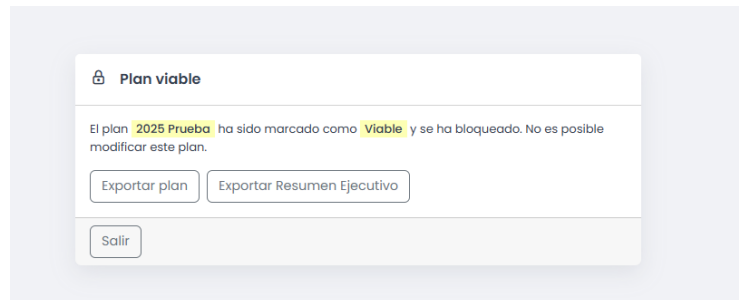 Plan viable
El plan 2025 Prueba ha sido marcado como Viable y se ha bloqueado. No es posible
modificar este plan.
Exportar plan Exportar Resumen Ejecutivo
Salir